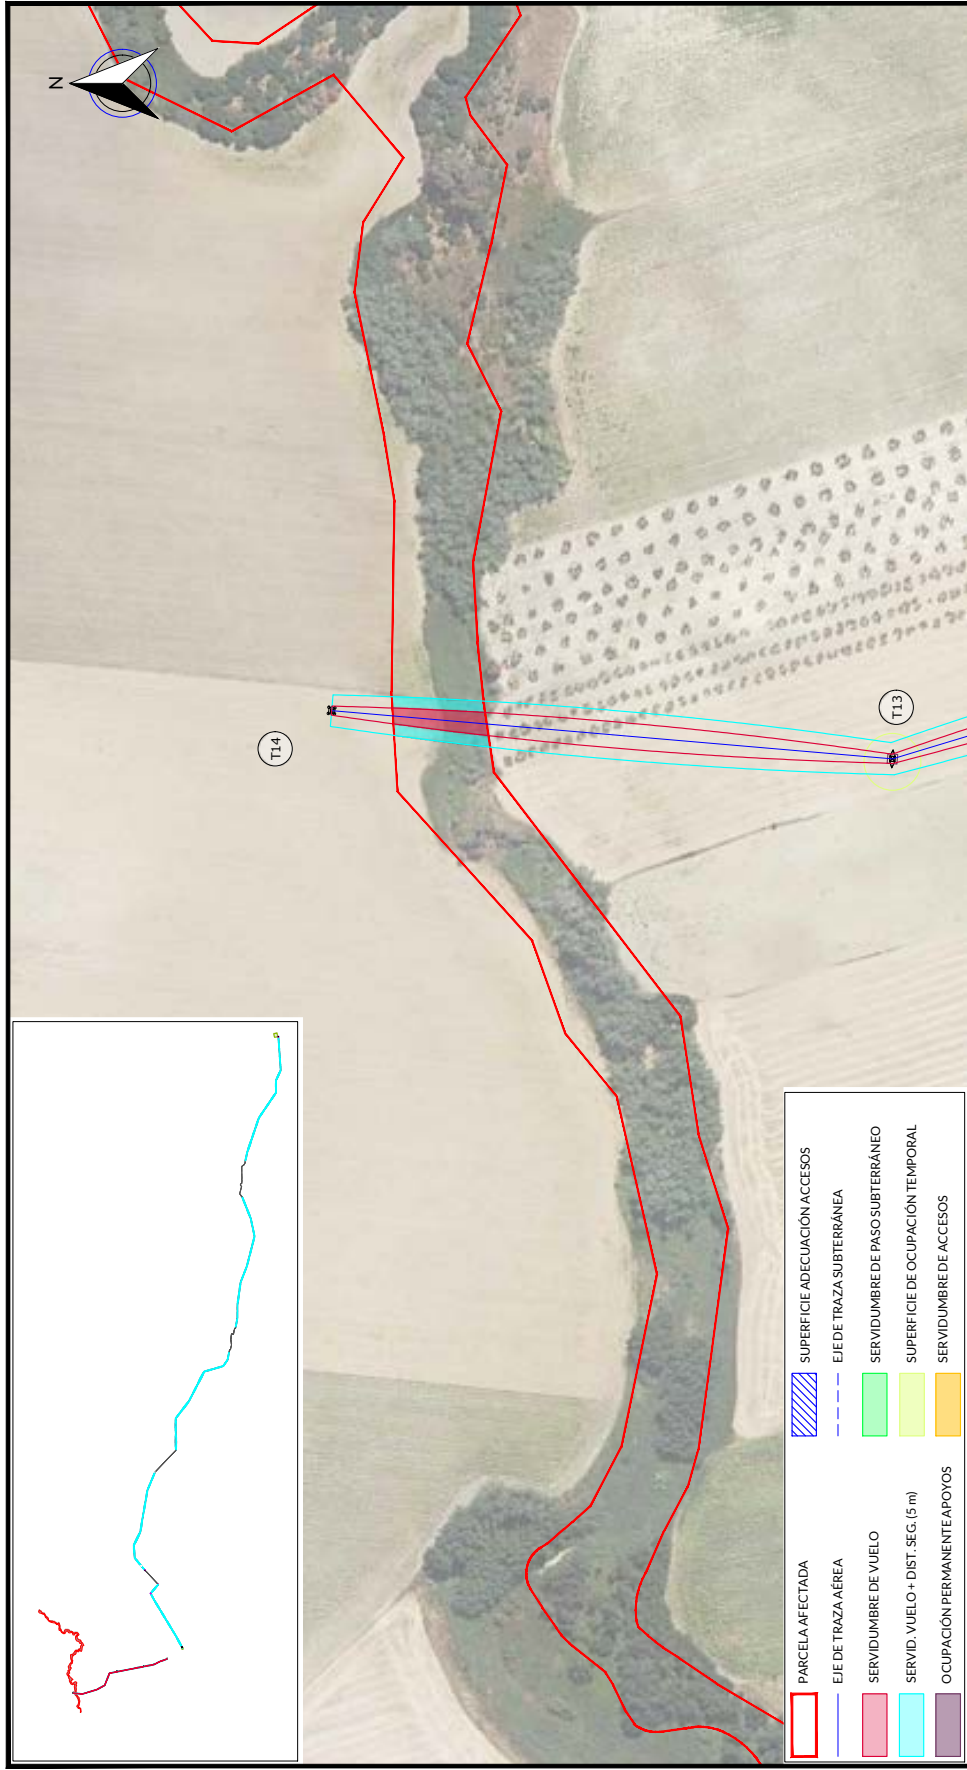 N
T14
T13
PARCELA AFECTADA
EJE DE TRAZA AÉREA
SERVIDUMBRE DE VUELO
SERVID. VUELO + DIST. SEG. (5 m)
OCUPACIÓN PERMANENTE APOYOS
SUPERFICIE ADECUACIÓN ACCESOS
EJE DE TRAZA SUBTERRÁNEA
SERVIDUMBRE DE PASO SUBTERRÁNEO
SUPERFICIE DE OCUPACIÓN TEMPORAL
SERVIDUMBRE DE ACCESOS